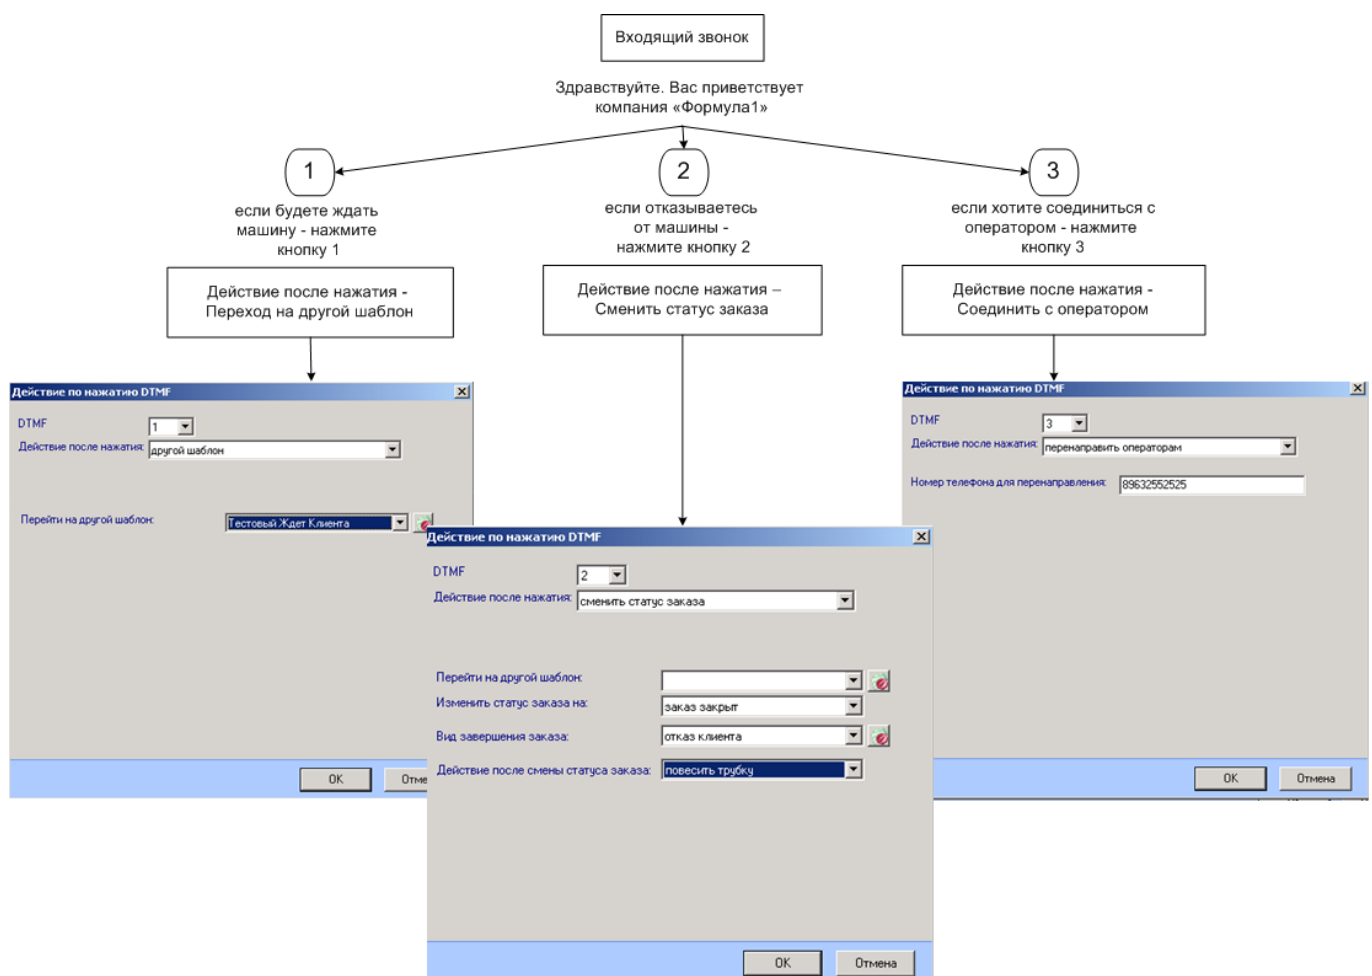 Входящий звонок
Здравствуйте. Вас приветствует
компания «Формула1»
1
если будете ждать
машину - нажмите
кнопку 1
2
если отказываетесь
от машины -
нажмите кнопку 2
3
если хотите соединиться с
оператором - нажмите
кнопку 3
Действие после нажатия -
Переход на другой шаблон
Действие после нажатия –
Сменить статус заказа
Действие после нажатия -
Соединить с оператором
Действие по нажатию DTMF
DTMF
1
Действие после нажатия:
другой шаблон
Перейти на другой шаблон:
Тестовый Ждет Клиента
OK
Действие по нажатию DTMF
DTMF
2
Действие после нажатия:
сменить статус заказа
Перейти на другой шаблон:
Изменить статус заказа на:
заказ закрыт
Вид завершения заказа:
отказ клиента
Действие после смены статуса заказа:
повесить трубку
OK
Отмена
Действие по нажатию DTMF
DTMF
3
Действие после нажатия:
перенаправить операторам
Номер телефона для перенаправления:
89632552525
OK
Отмена